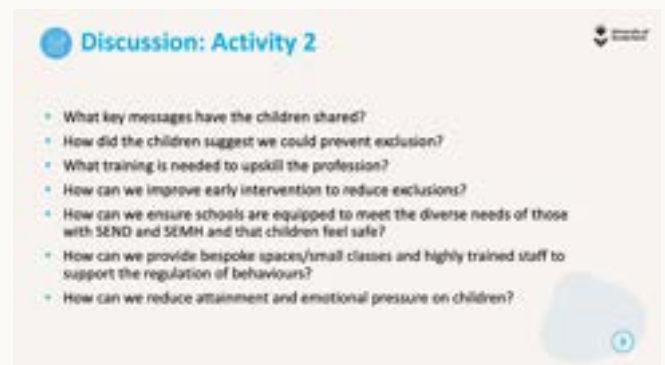 Discussion: Activity 2
University of
• What key messages have the children shared?
• How did the children suggest we could prevent exclusion?
• What training is needed to upskill the profession?
• How can we improve early intervention to reduce exclusions?
• How can we ensure schools are equipped to meet the diverse needs of those
with SEND and SEMH and that children feel safe?
• How can we provide bespoke spaces/small classes and highly trained staff to
support the regulation of behaviours?
• How can we reduce attainment and emotional pressure on children?